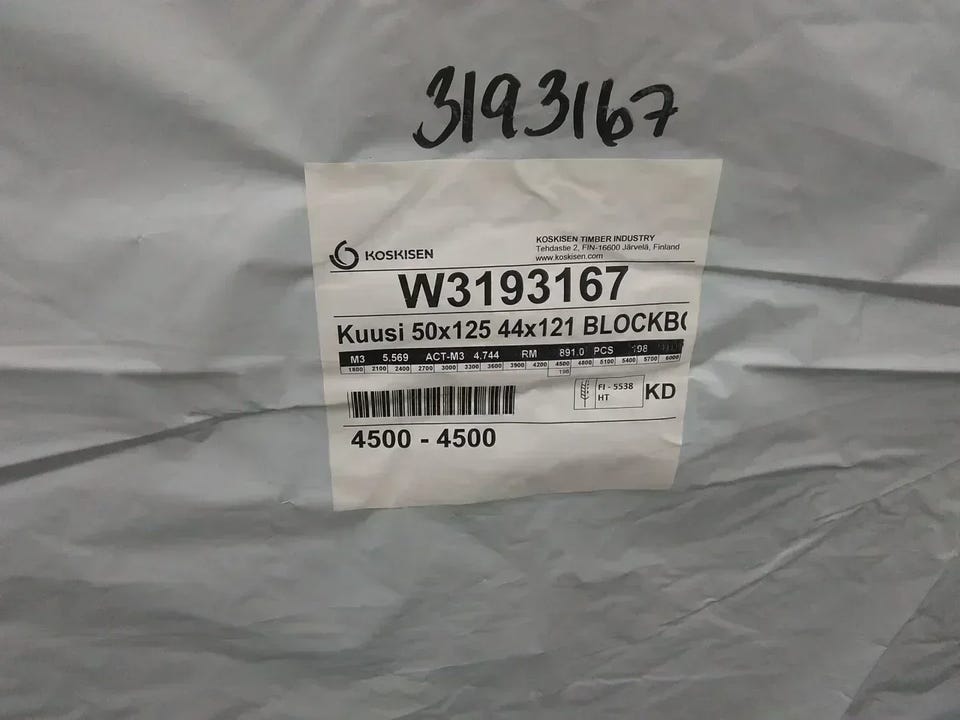 3193167
KOSKISEN
KOSKISEN TIMBER INDUSTRY
Tehdastie 2, FIN-16600 Järvelä, Finland
www.koskisen.com
W3193167
Kuusi 50x125 44x121 BLOCKBO
M3 5.569 ACT-M3 4.744 RM 891.0 PCS 198
1800 2100 2400 2700 3000 3300 3600 3900 4200 4500 4800 5100 5400 5700 6000
198
FI - 5538
HT
KD
4500 - 4500